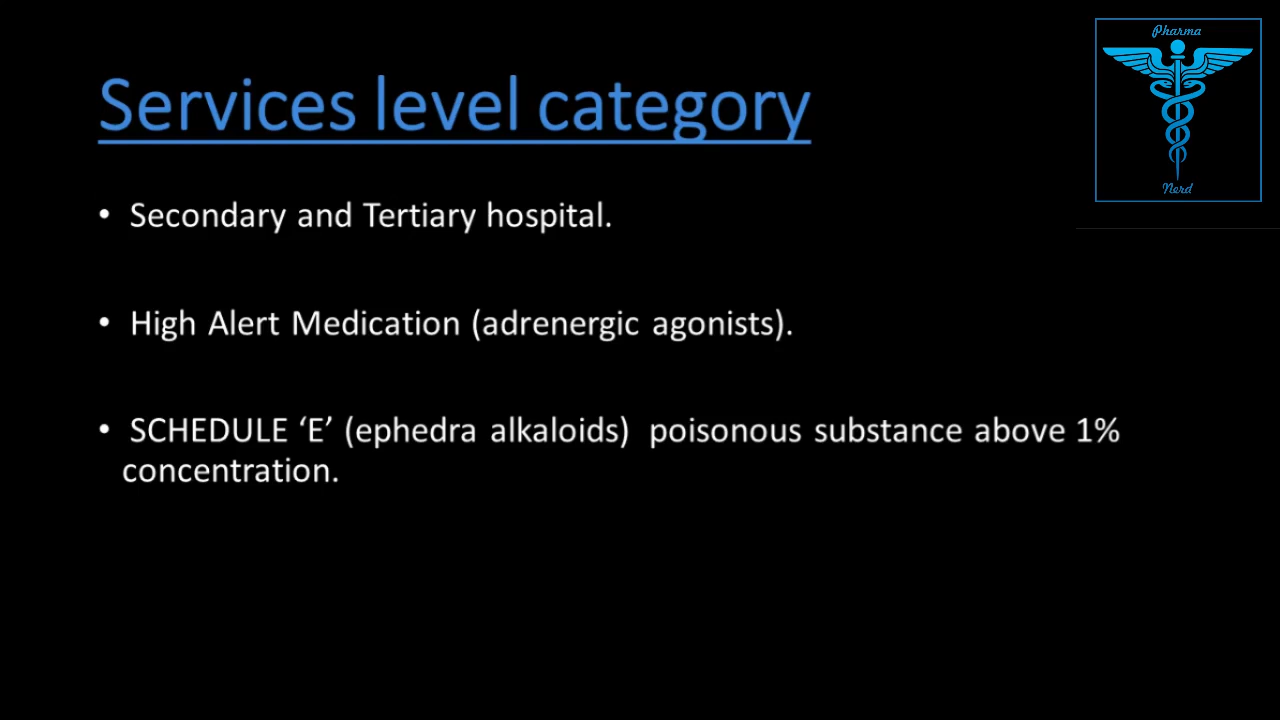 Pharma
Services level category
Nerd
• Secondary and Tertiary hospital.
• High Alert Medication (adrenergic agonists).
• SCHEDULE ‘E’ (ephedra alkaloids) poisonous substance above 1%
concentration.